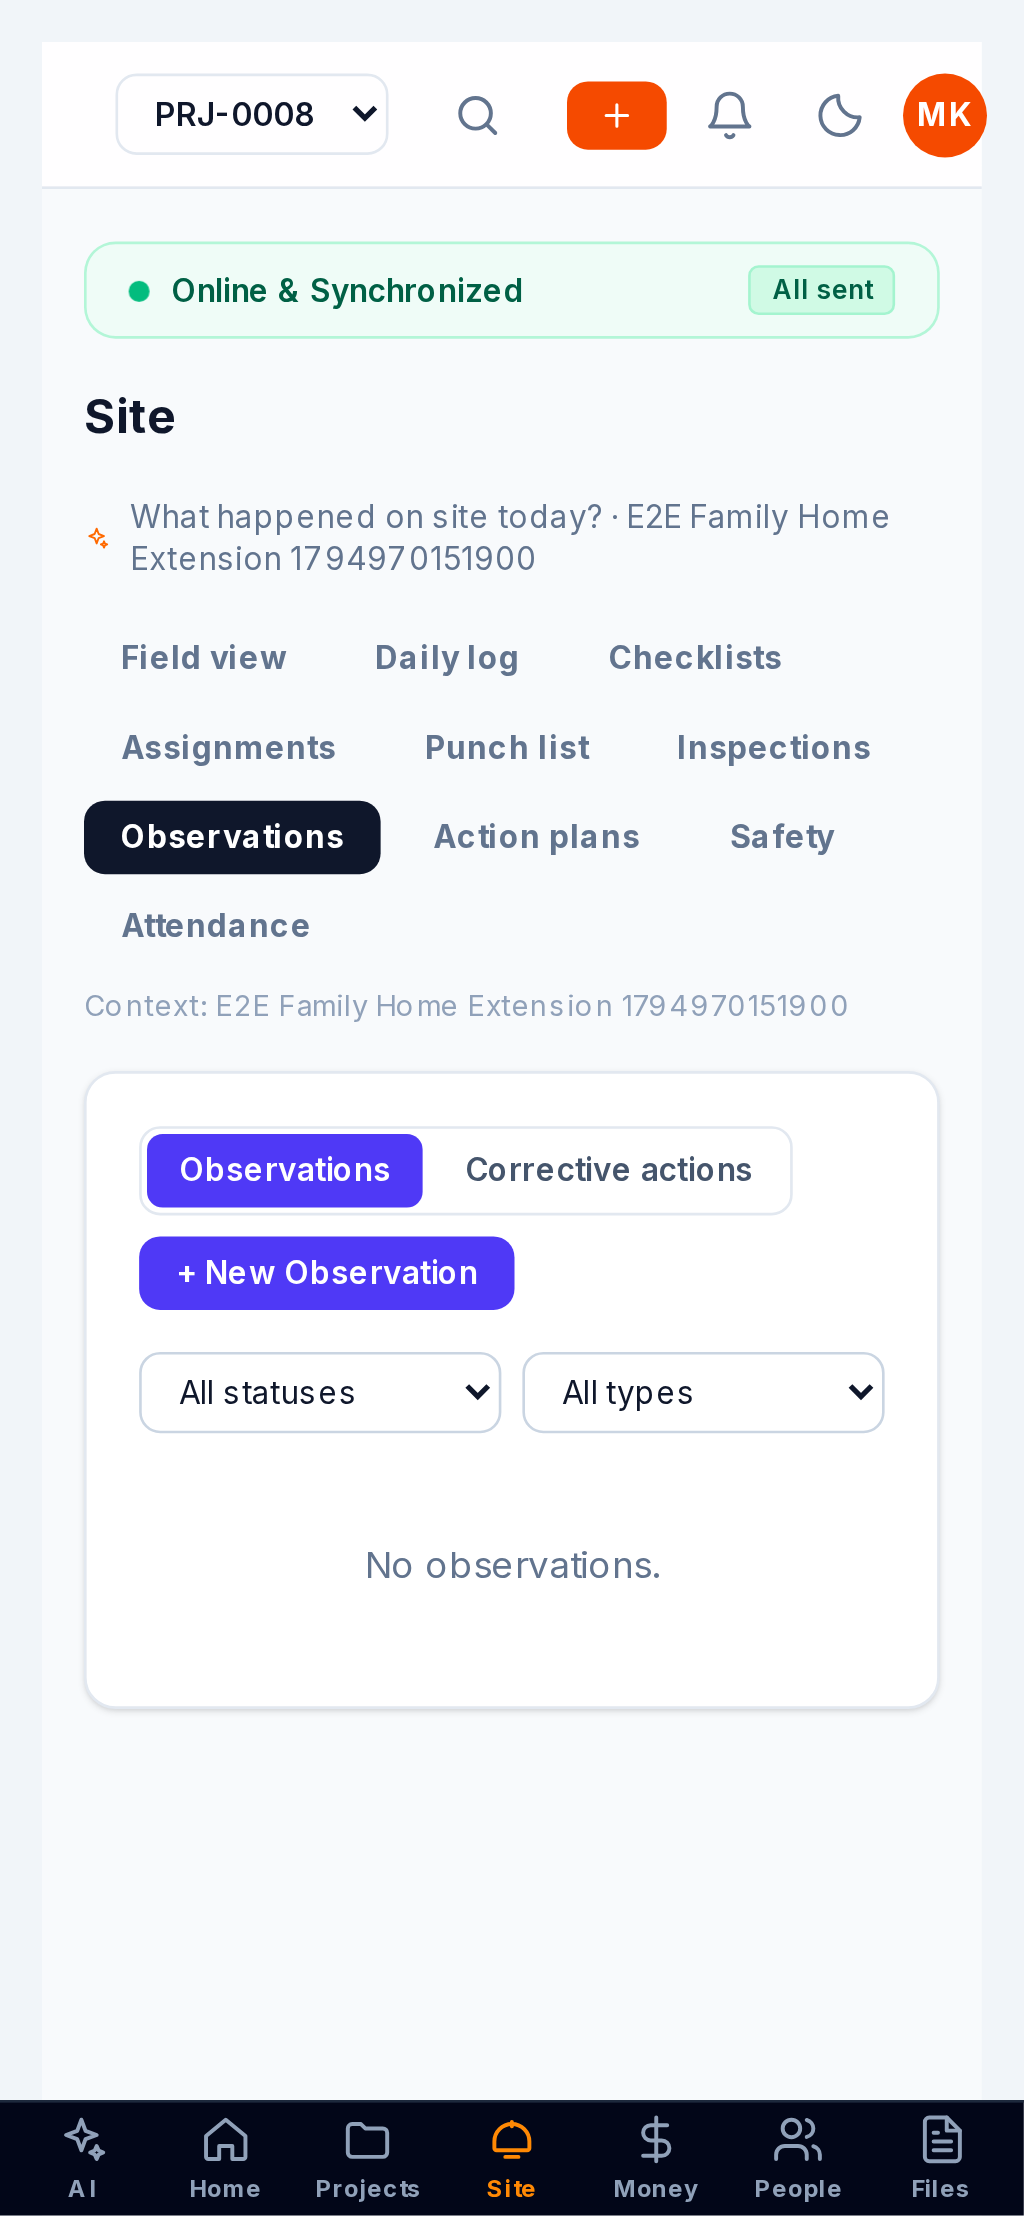 PRJ-0008
MK
Online & Synchronized
All sent
Site
What happened on site today? · E2E Family Home
Extension 1794970151900
Field view
Daily log
Checklists
Assignments
Punch list
Inspections
Observations
Action plans
Safety
Attendance
Context: E2E Family Home Extension 1794970151900
Observations
Corrective actions
+ New Observation
All statuses
All types
No observations.
AI
Home
Projects
Site
Money
People
Files